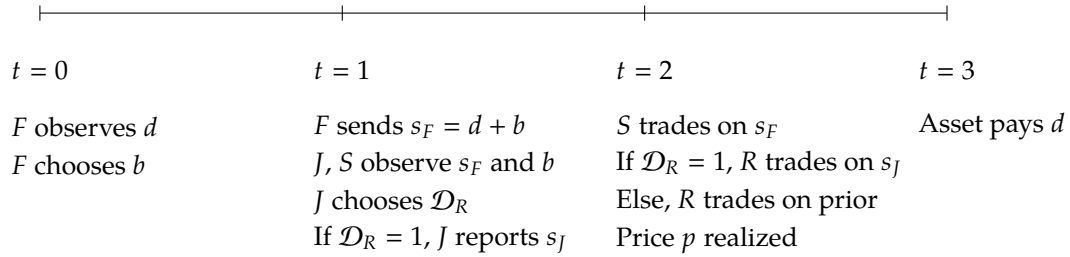 t = 0 t = 1 t = 2 t = 3
F observes d F sends s_F = d + b S trades on s_F Asset pays d
F chooses b J, S observe s_F and b If 𝒟_R = 1, R trades on s_J
J chooses 𝒟_R Else, R trades on prior
If 𝒟_R = 1, J reports s_J Price p realized